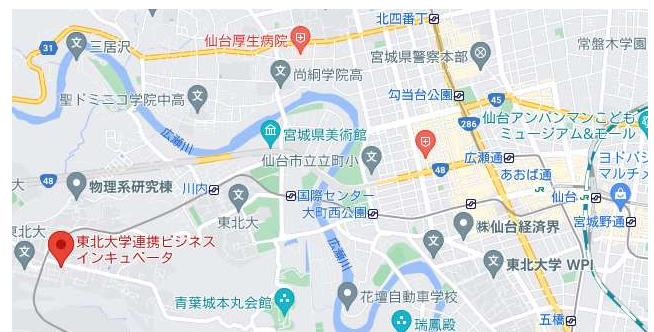 北四番丁
31
三居沢
仙台厚生病院
宮城県警察本部
常盤木学園
尚絅学院高
聖ドミニコ学院中高
勾当台公園
45
仙台アンパンマンこども
ミュージアム&モール
広瀬川
宮城県美術館
286
仙台市立立町小
広瀬通
ヨドバシ
マルチメ
48
48
あおば通
物理系研究棟
川内
国際センター
仙台
大町西公園
東北大
㈱仙台経済界
宮城野通
東北大
東北大学連携ビジネス
インキュベータ
広瀬川
東北大学 WPI
青葉城本丸会館
花壇自動車学校
瑞鳳殿
五橋